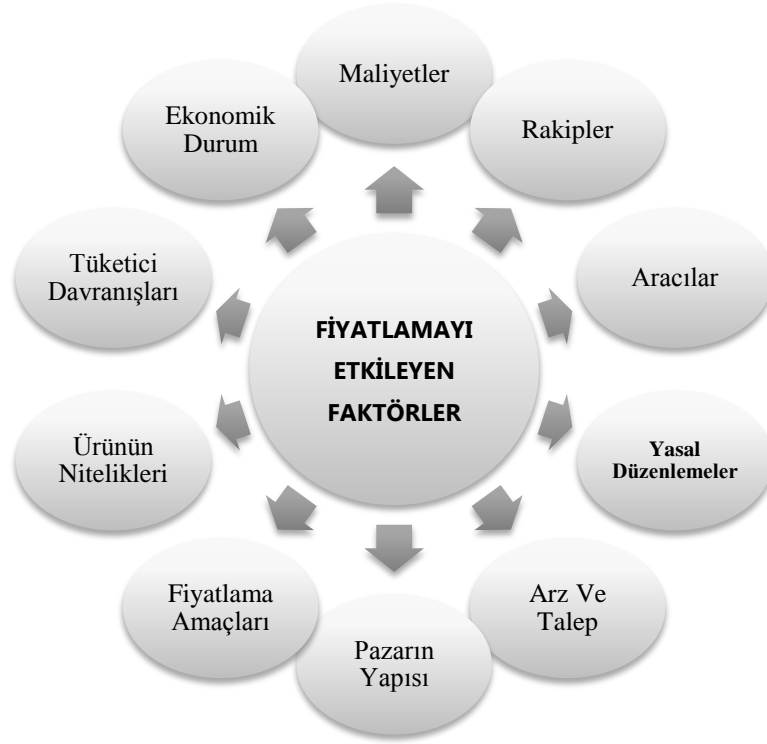 Maliyetler
Rakipler
Aracılar
Yasal
Düzenlemeler
Arz Ve
Talep
Pazarın
Yapısı
Fiyatlama
Amaçları
Ürünün
Nitelikleri
Tüketici
Davranışları
Ekonomik
Durum
FİYATLAMAYI
ETKİLEYEN
FAKTÖRLER